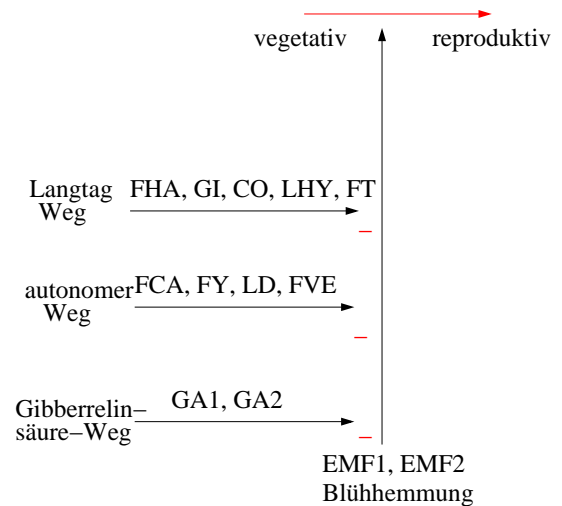 vegetativ reproduktiv
Langtag
Weg
FHA, GI, CO, LHY, FT
–
autonomer
Weg
FCA, FY, LD, FVE
–
Gibberrelin–
säure–Weg
GA1, GA2
–
EMF1, EMF2
Blühhemmung